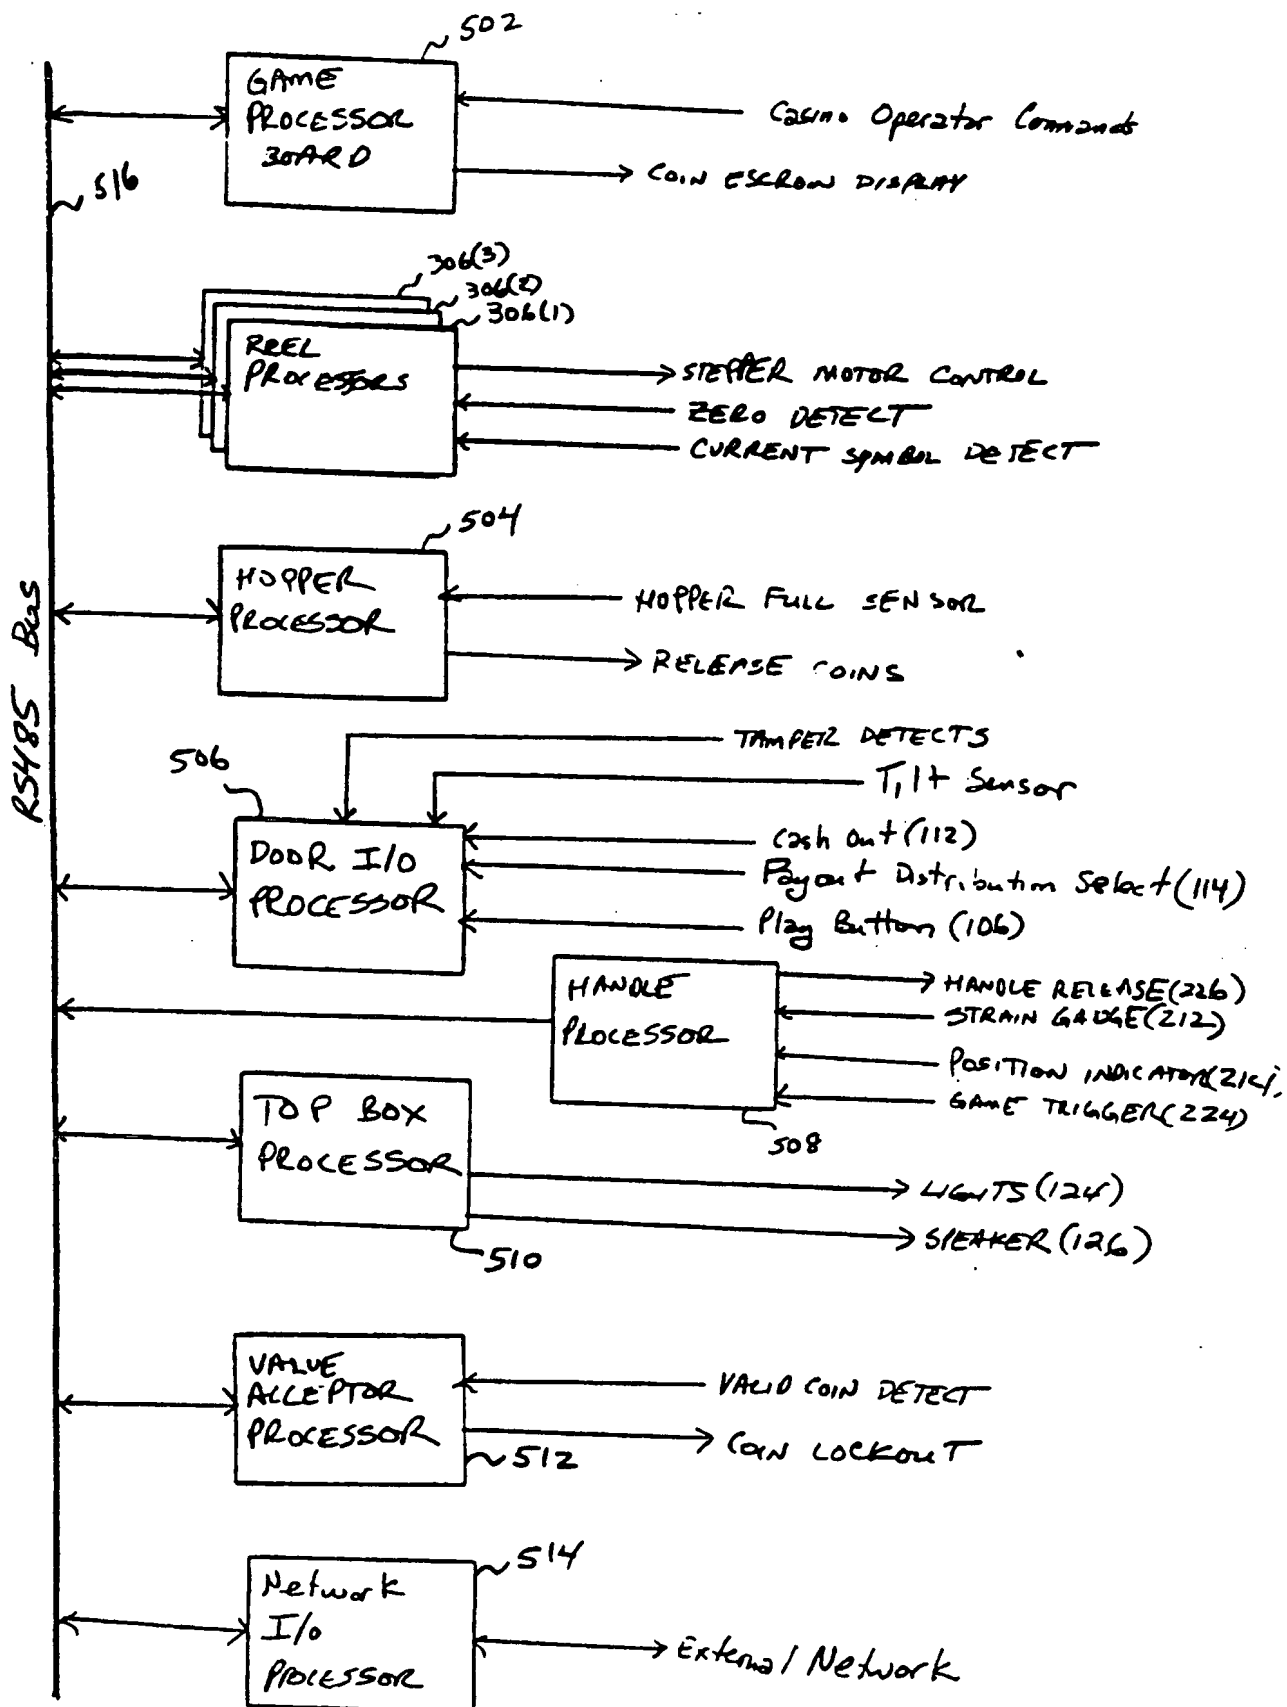 502
GAME
PROCESSOR
BOARD
Casino Operator Commands
COIN ESCROW DISPLAY
516
306(3)
306(2)
306(1)
REEL
PROCESSORS
STEPPER MOTOR CONTROL
ZERO DETECT
CURRENT SYMBOL DETECT
504
HOPPER
PROCESSOR
HOPPER FULL SENSOR
RELEASE COINS
RS485 Bus
TAMPER DETECTS
Tilt Sensor
506
DOOR I/O
PROCESSOR
Cash Out (112)
Payout Distribution Select (114)
Play Button (106)
HANDLE
PROCESSOR
HANDLE RELEASE (226)
STRAIN GAUGE (212)
POSITION INDICATOR (214),
GAME TRIGGER (224)
508
TOP BOX
PROCESSOR
LIGHTS (124)
SPEAKER (126)
510
VALUE
ACCEPTOR
PROCESSOR
VALID COIN DETECT
COIN LOCKOUT
512
514
Network
I/O
PROCESSOR
External Network